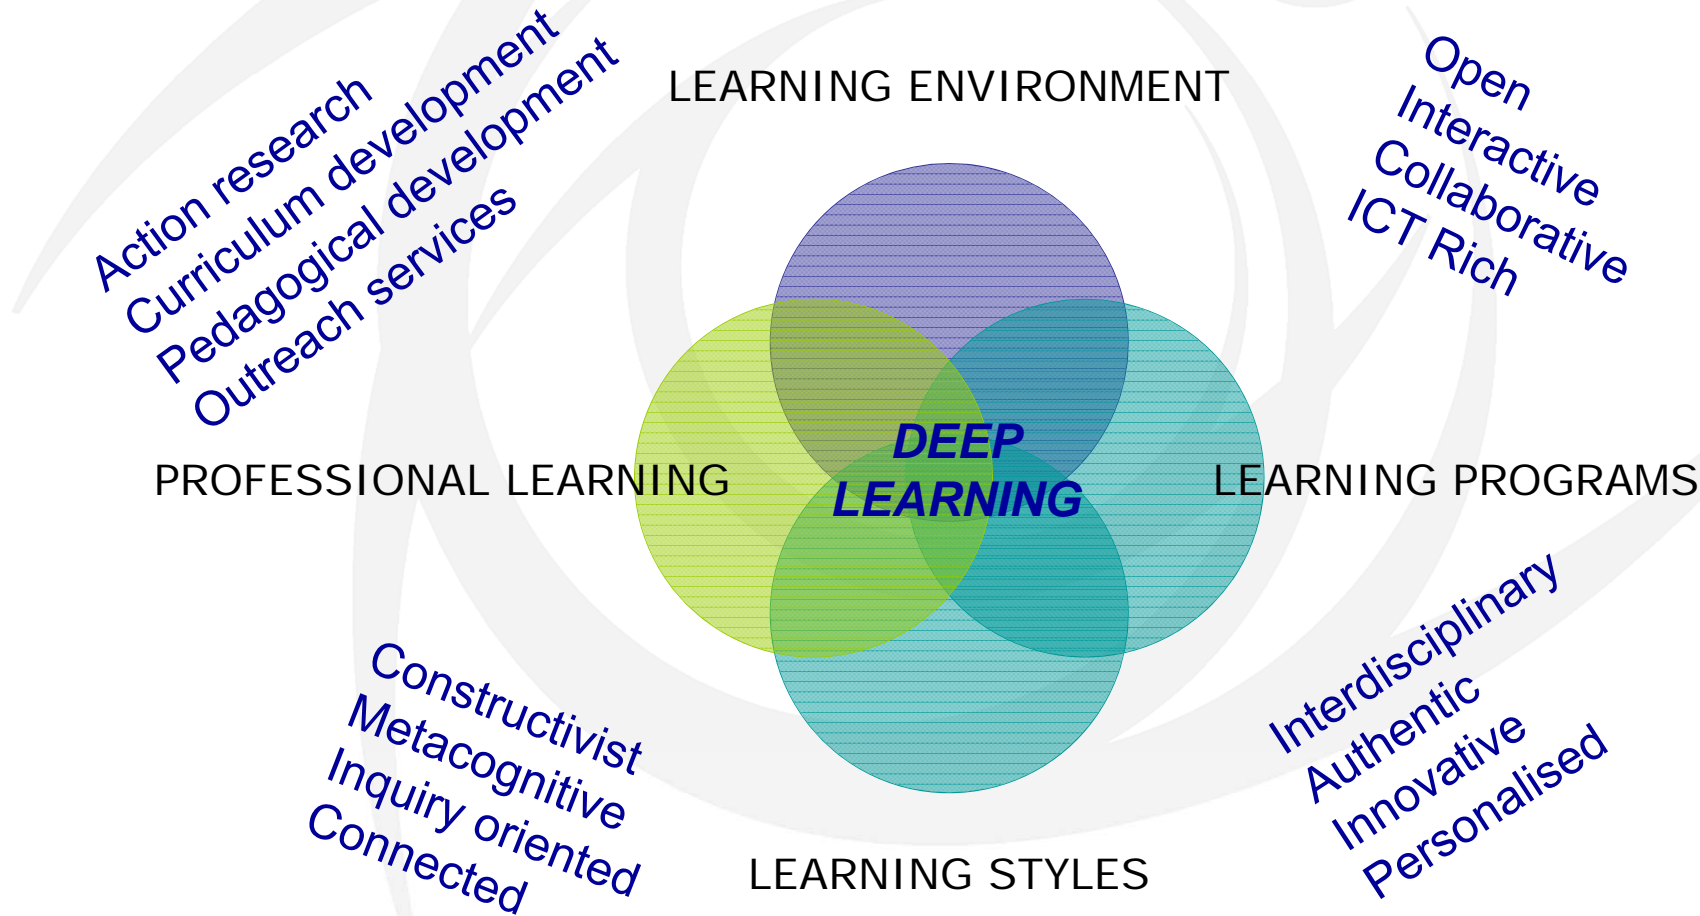 LEARNING ENVIRONMENT
Action research
Curriculum development
Pedagogical development
Outreach services
Open
Interactive
Collaborative
ICT Rich
DEEP
LEARNING
PROFESSIONAL LEARNING
LEARNING PROGRAMS
Constructivist
Metacognitive
Inquiry oriented
Connected
Interdisciplinary
Authentic
Innovative
Personalised
LEARNING STYLES